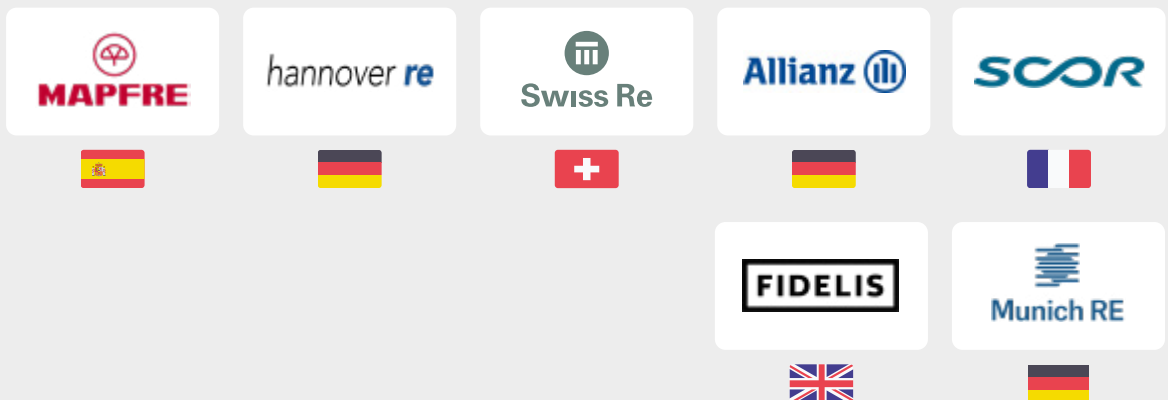 MAPFRE
hannover re
Swiss Re
Allianz
SCOR
FIDELIS
Munich RE